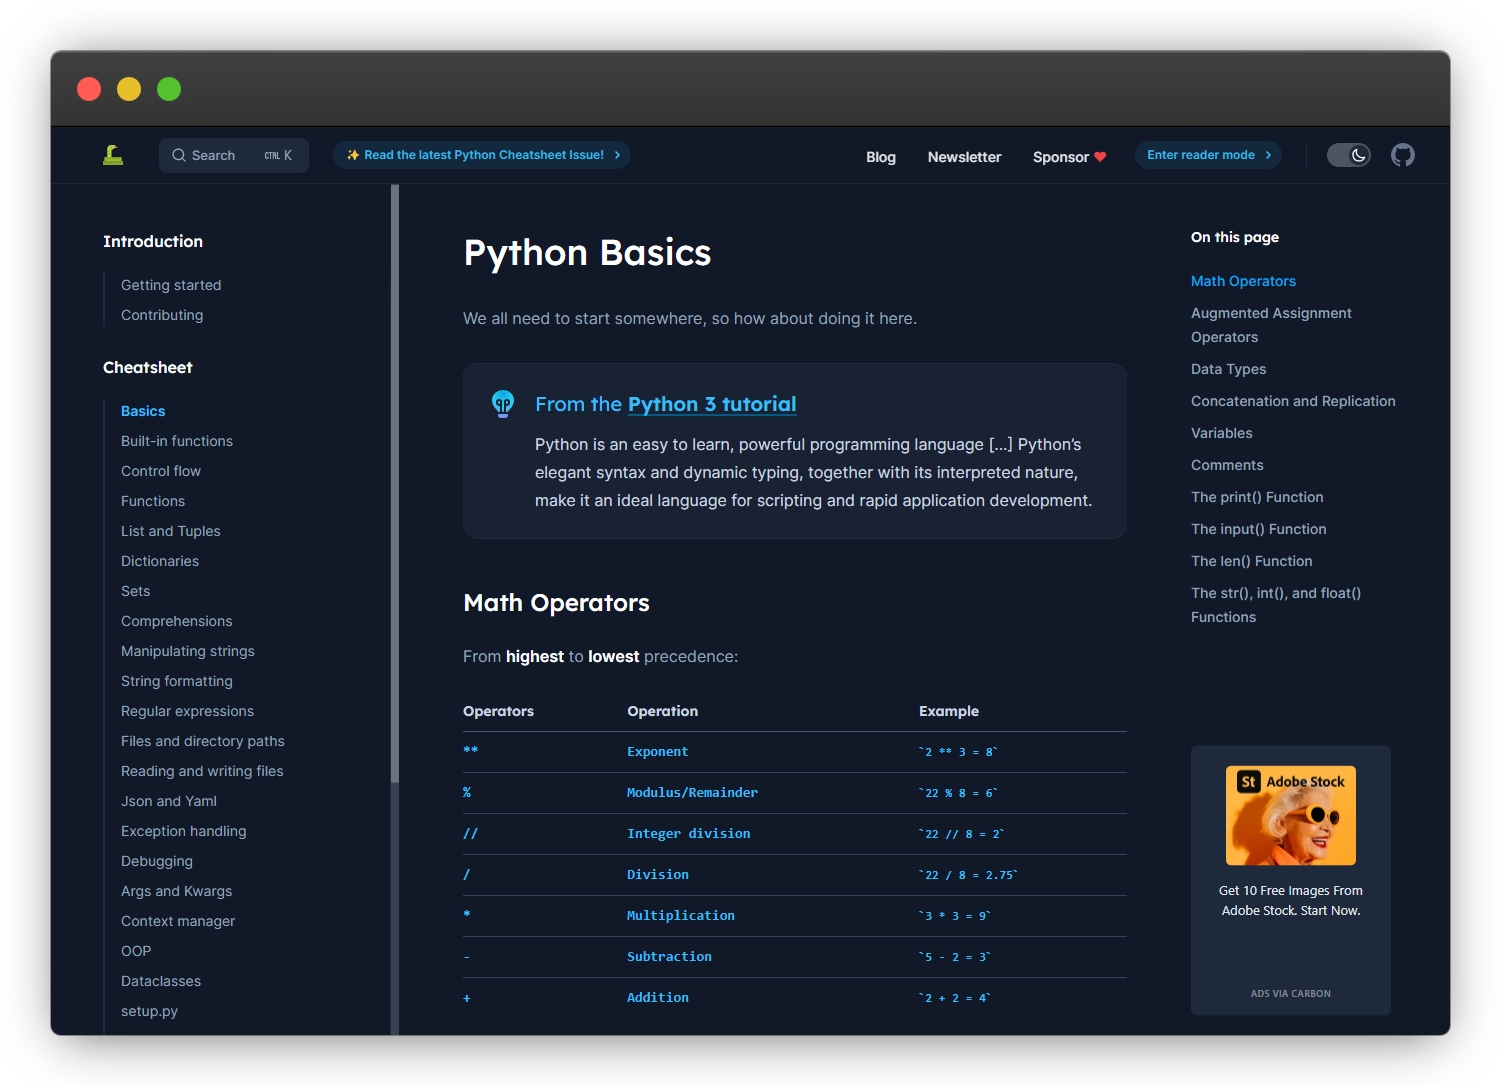 Search CTRL K
✨ Read the latest Python Cheatsheet Issue! ›
Blog
Newsletter
Sponsor ❤
Enter reader mode ›
Introduction
Getting started
Contributing
Cheatsheet
Basics
Built-in functions
Control flow
Functions
List and Tuples
Dictionaries
Sets
Comprehensions
Manipulating strings
String formatting
Regular expressions
Files and directory paths
Reading and writing files
Json and Yaml
Exception handling
Debugging
Args and Kwargs
Context manager
OOP
Dataclasses
setup.py
Python Basics
We all need to start somewhere, so how about doing it here.
From the Python 3 tutorial
Python is an easy to learn, powerful programming language [...] Python’s
elegant syntax and dynamic typing, together with its interpreted nature,
make it an ideal language for scripting and rapid application development.
Math Operators
From highest to lowest precedence:
Operators Operation Example
** Exponent `2 ** 3 = 8`
% Modulus/Remainder `22 % 8 = 6`
// Integer division `22 // 8 = 2`
/ Division `22 / 8 = 2.75`
* Multiplication `3 * 3 = 9`
- Subtraction `5 - 2 = 3`
+ Addition `2 + 2 = 4`
On this page
Math Operators
Augmented Assignment
Operators
Data Types
Concatenation and Replication
Variables
Comments
The print() Function
The input() Function
The len() Function
The str(), int(), and float()
Functions
St Adobe Stock
Get 10 Free Images From
Adobe Stock. Start Now.
ADS VIA CARBON